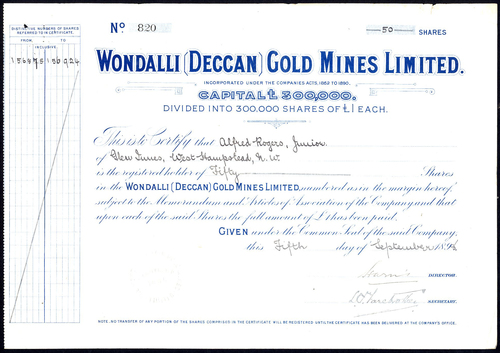 No. 820
50 SHARES
DISTINCTIVE NUMBERS OF SHARES
REFERRED TO IN CERTIFICATE.
FROM TO
INCLUSIVE
WONDALLI (DECCAN) GOLD MINES LIMITED.
INCORPORATED UNDER THE COMPANIES ACTS, 1862 TO 1890.
CAPITAL £300,000.
DIVIDED INTO 300,000 SHARES OF £1 EACH.
This is to Certify that Alfred Rogers, Junior
of Glen Innes, West Hampstead, N.W.
is the registered holder of Fifty Shares
in the WONDALLI (DECCAN) GOLD MINES LIMITED, numbered as in the margin hereof,
subject to the Memorandum and Articles of Association of the Company and that
upon each of the said Shares the full amount of £1 has been paid.
GIVEN under the Common Seal of the said Company,
this Fifth day of September 189
DIRECTOR.
SECRETARY.
NOTE. NO TRANSFER OF ANY PORTION OF THE SHARES COMPRISED IN THE CERTIFICATE WILL BE REGISTERED UNTIL THE CERTIFICATE HAS BEEN DELIVERED AT THE COMPANY'S OFFICE.